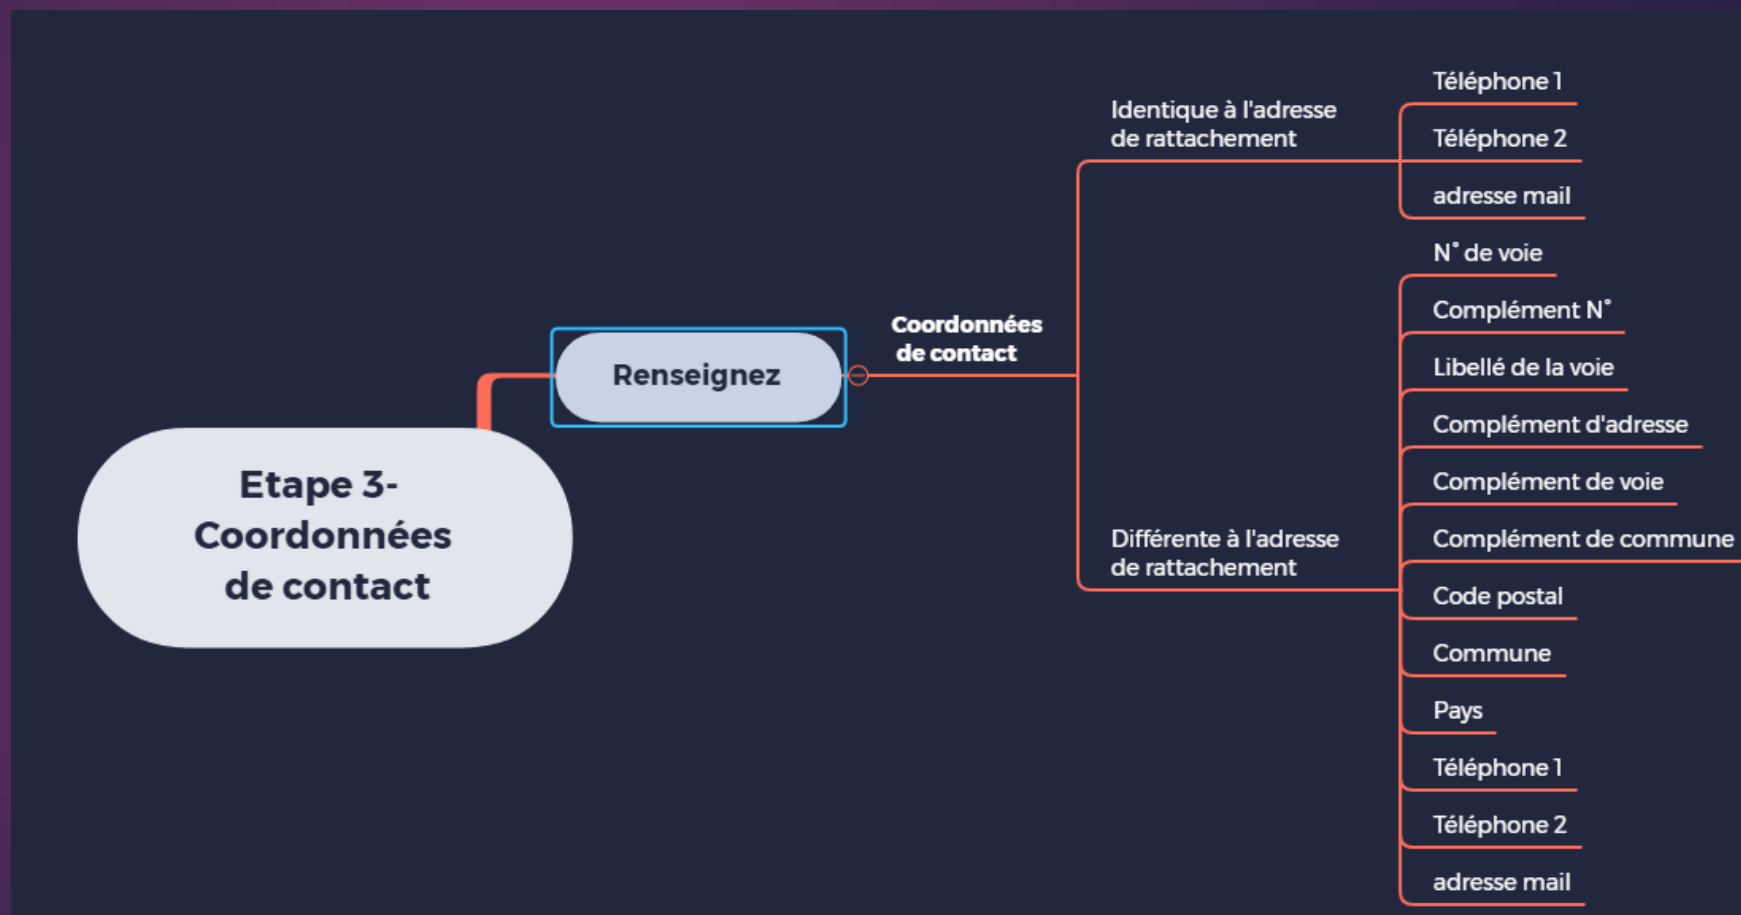 Etape 3-
Coordonnées
de contact
Renseignez
Coordonnées
de contact
Identique à l'adresse
de rattachement
Téléphone 1
Téléphone 2
adresse mail
Différente à l'adresse
de rattachement
N° de voie
Complément N°
Libellé de la voie
Complément d'adresse
Complément de voie
Complément de commune
Code postal
Commune
Pays
Téléphone 1
Téléphone 2
adresse mail